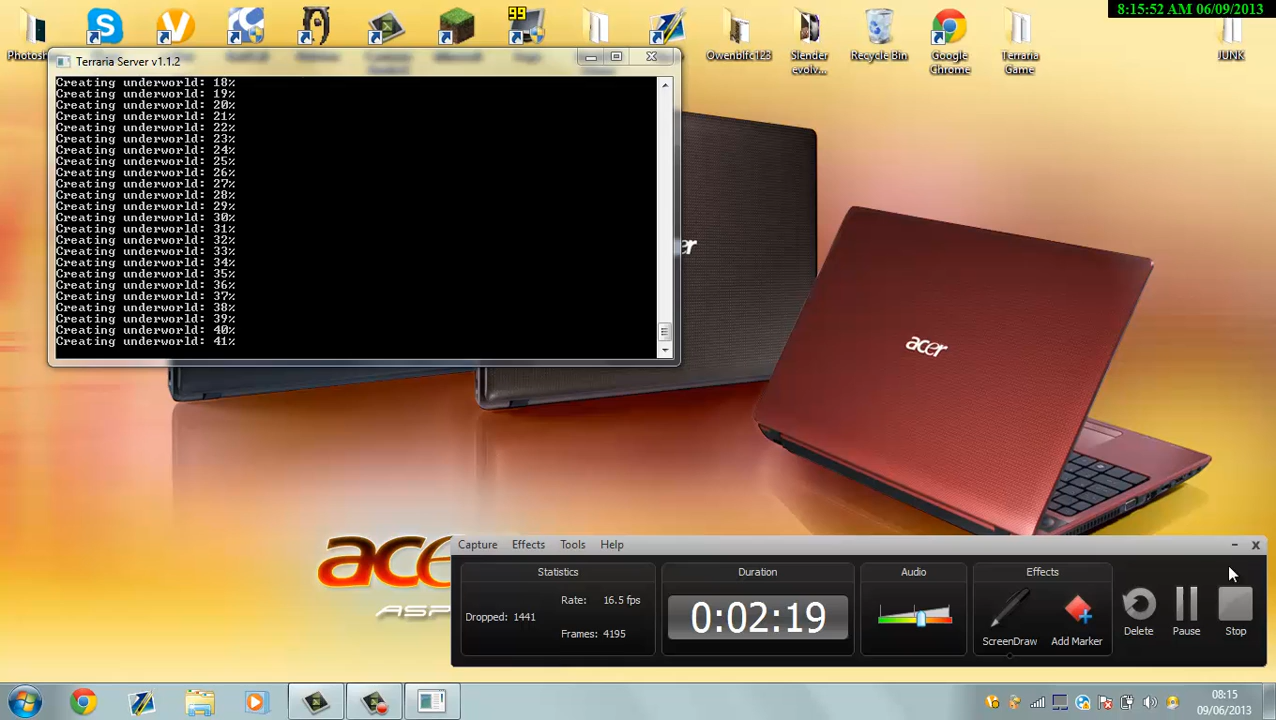 8:15:52 AM 06/09/2013
99
Owenblfc123
Slender evolv...
Recycle Bin
Google Chrome
Terraria Game
JUNK
Terraria Server v1.1.2
Creating underworld: 18%
Creating underworld: 19%
Creating underworld: 20%
Creating underworld: 21%
Creating underworld: 22%
Creating underworld: 23%
Creating underworld: 24%
Creating underworld: 25%
Creating underworld: 26%
Creating underworld: 27%
Creating underworld: 28%
Creating underworld: 29%
Creating underworld: 30%
Creating underworld: 31%
Creating underworld: 32%
Creating underworld: 33%
Creating underworld: 34%
Creating underworld: 35%
Creating underworld: 36%
Creating underworld: 37%
Creating underworld: 38%
Creating underworld: 39%
Creating underworld: 40%
Creating underworld: 41%
acer
Capture Effects Tools Help
Statistics
Dropped: 1441
Rate: 16.5 fps
Frames: 4195
Duration
0:02:19
Audio
Effects
ScreenDraw
Add Marker
Delete
Pause
Stop
08:15
09/06/2013